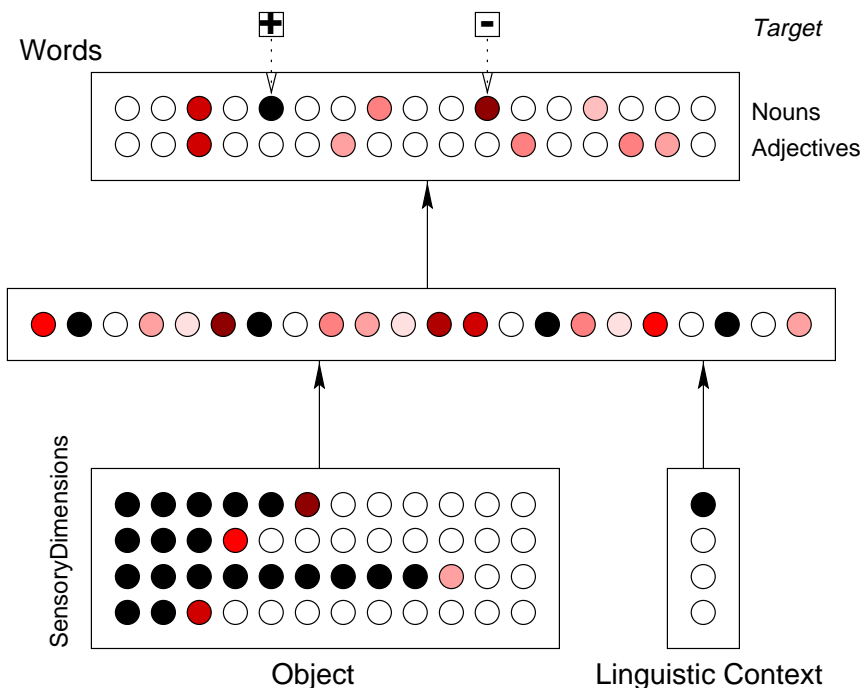 +
-
Target
Words
Nouns
Adjectives
SensoryDimensions
Object
Linguistic Context